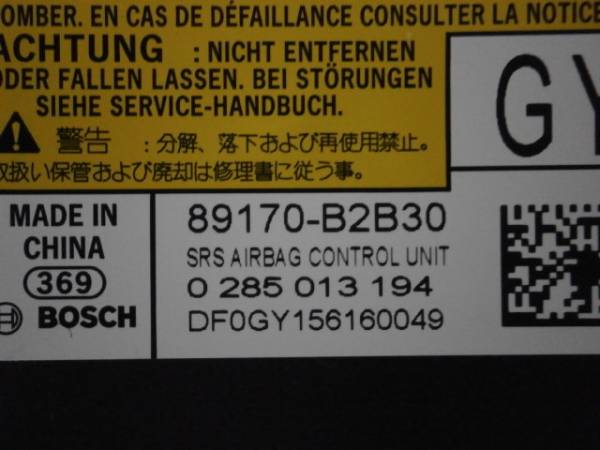 OMBER. EN CAS DE DÉFAILLANCE CONSULTER LA NOTICE
ACHTUNG : NICHT ENTFERNEN
ODER FALLEN LASSEN. BEI STÖRUNGEN
SIEHE SERVICE-HANDBUCH.
GY
警告 : 分解、落下および再使用禁止。
取扱い保管および廃却は修理書に従う事。
MADE IN
CHINA
369
BOSCH
89170-B2B30
SRS AIRBAG CONTROL UNIT
0 285 013 194
DF0GY156160049